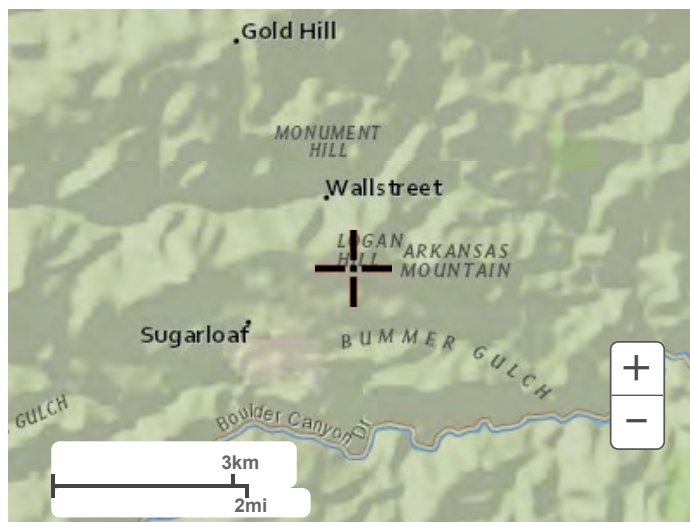 Gold Hill
MONUMENT
HILL
Wallstreet
LOGAN
HILL
ARKANSAS
MOUNTAIN
Sugarloaf
BUMMER GULCH
GULCH
Boulder Canyon Dr
+
−
3km
2mi